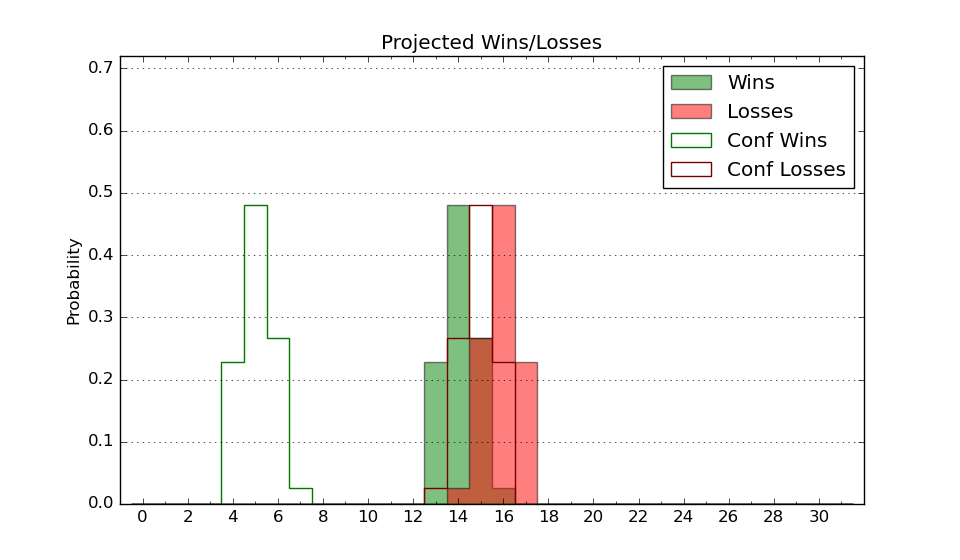 Projected Wins/Losses
0.7
0.6
0.5
0.4
0.3
0.2
0.1
0.0
Probability
Wins
Losses
Conf Wins
Conf Losses
0 2 4 6 8 10 12 14 16 18 20 22 24 26 28 30